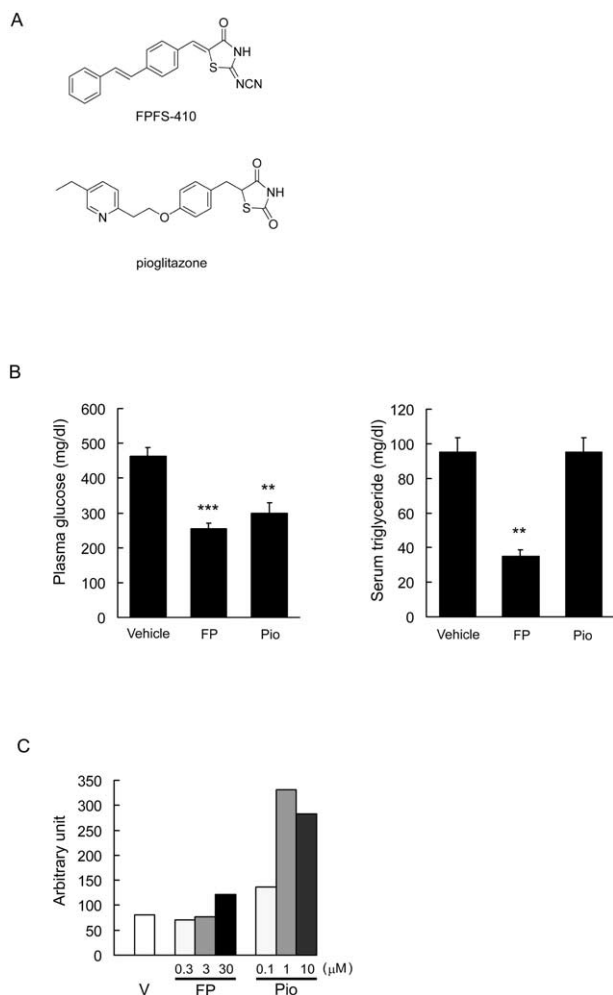 A
O
NH
S
NCN
FPFS-410
O
NH
S
O
N
O
pioglitazone
B
Plasma glucose (mg/dl)
600
500
400
300
200
100
0
***
**
Vehicle FP Pio
Serum triglyceride (mg/dl)
120
100
80
60
40
20
0
**
Vehicle FP Pio
C
Arbitrary unit
350
300
250
200
150
100
50
0
0.3 3 30 0.1 1 10 (μM)
V FP Pio